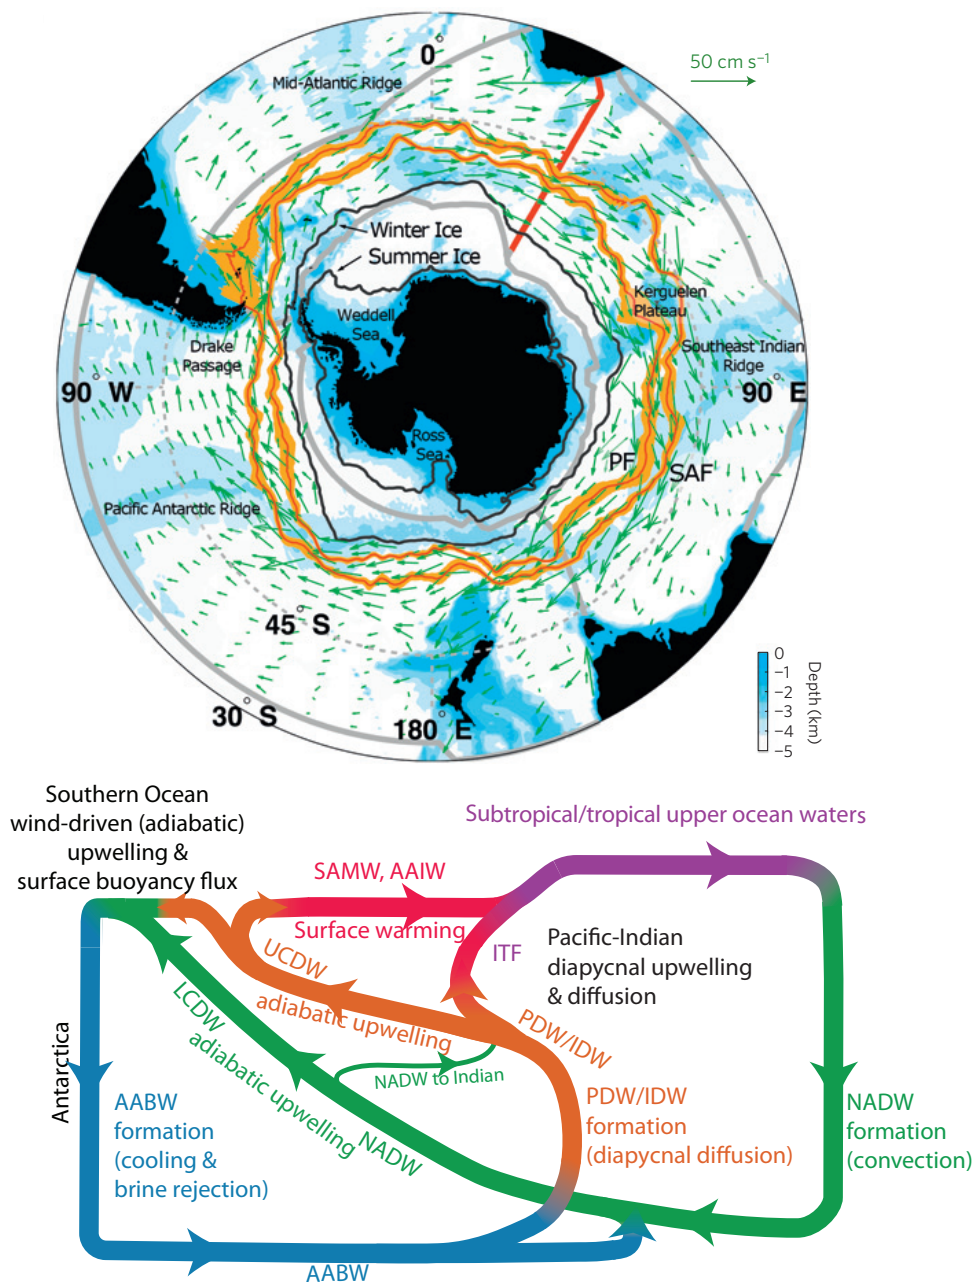 0°
50 cm s⁻¹
Mid-Atlantic Ridge
Winter Ice
Summer Ice
Weddell
Sea
Kerguelen
Plateau
Drake
Passage
Southeast Indian
Ridge
90° W
90° E
Ross
Sea
PF
SAF
Pacific Antarctic Ridge
45° S
30° S
180° E
0
−1
−2
−3
−4
−5
Depth (km)
Southern Ocean
wind-driven (adiabatic)
upwelling &
surface buoyancy flux
Subtropical/tropical upper ocean waters
SAMW, AAIW
Surface warming
ITF
Pacific-Indian
diapycnal upwelling
& diffusion
UCDW
adiabatic upwelling
LCDW
adiabatic upwelling
PDW/IDW
NADW to Indian
NADW
Antarctica
AABW
formation
(cooling &
brine rejection)
PDW/IDW
formation
(diapycnal diffusion)
NADW
formation
(convection)
AABW